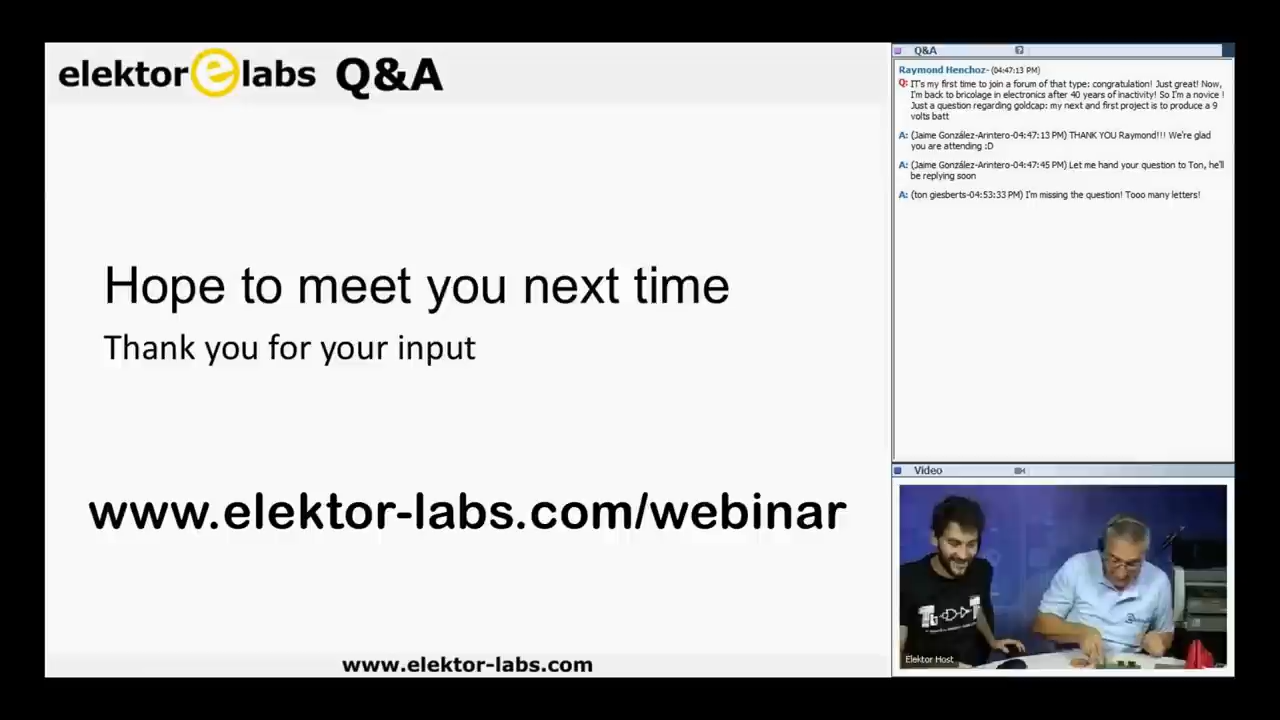 elektor e labs Q&A
Hope to meet you next time
Thank you for your input
www.elektor-labs.com/webinar
www.elektor-labs.com
Q&A
Raymond Henchoz- (04:47:13 PM)
Q: IT's my first time to join a forum of that type: congratulation! Just great! Now,
I'm back to bricolage in electronics after 40 years of inactivity! So I'm a novice !
Just a question regarding goldcap: my next and first project is to produce a 9
volts batt
A: (Jaime González-Arintero-04:47:13 PM) THANK YOU Raymond!!! We're glad
you are attending :D
A: (Jaime González-Arintero-04:47:45 PM) Let me hand your question to Ton, he'll
be replying soon
A: (ton giesberts-04:53:33 PM) I'm missing the question! Tooo many letters!
Video
Elektor Host